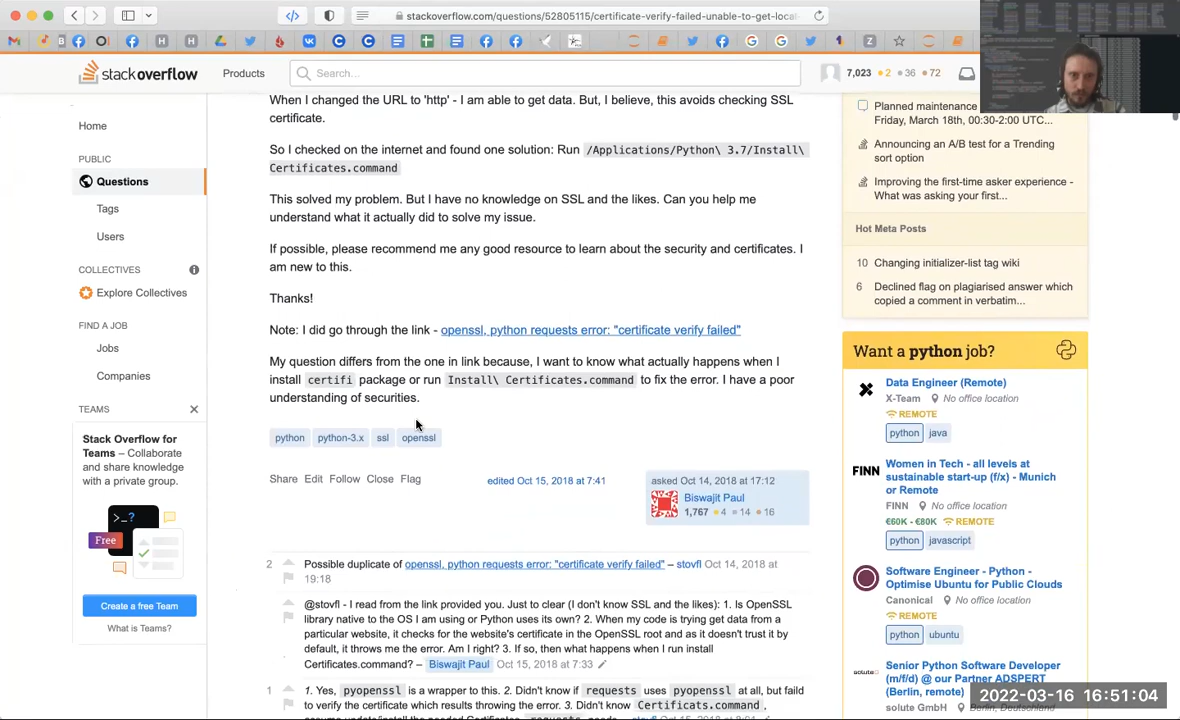 stackoverflow.com/questions/52805115/certificate-verify-failed-unable-to-get-local-
stackoverflow
Products
Search...
7,023 2 36 72
Home
PUBLIC
Questions
Tags
Users
COLLECTIVES
Explore Collectives
FIND A JOB
Jobs
Companies
TEAMS
Stack Overflow for
Teams – Collaborate
and share knowledge
with a private group.
>_?
Free
Create a free Team
What is Teams?
When I changed the URL to 'http' - I am able to get data. But, I believe, this avoids checking SSL
certificate.
So I checked on the internet and found one solution: Run /Applications/Python\ 3.7/Install\
Certificates.command
This solved my problem. But I have no knowledge on SSL and the likes. Can you help me
understand what it actually did to solve my issue.
If possible, please recommend me any good resource to learn about the security and certificates. I
am new to this.
Thanks!
Note: I did go through the link - openssl, python requests error: "certificate verify failed"
My question differs from the one in link because, I want to know what actually happens when I
install certifi package or run Install\ Certificates.command to fix the error. I have a poor
understanding of securities.
python python-3.x ssl openssl
Share Edit Follow Close Flag
edited Oct 15, 2018 at 7:41
asked Oct 14, 2018 at 17:12
Biswajit Paul
1,767 4 14 16
2 Possible duplicate of openssl, python requests error: "certificate verify failed" – stovfl Oct 14, 2018 at
19:18
@stovfl - I read from the link provided you. Just to clear (I don't know SSL and the likes): 1. Is OpenSSL
library native to the OS I am using or Python uses its own? 2. When my code is trying get data from a
particular website, it checks for the website's certificate in the OpenSSL root and as it doesn't trust it by
default, it throws me the error. Am I right? 3. If so, then what happens when I run install
Certificates.command? – Biswajit Paul Oct 15, 2018 at 7:33
1 1. Yes, pyopenssl is a wrapper to this. 2. Didn't know if requests uses pyopenssl at all, but faild
to verify the certificate which results throwing the error. 3. Didn't know Certificats.command,
Planned maintenance
Friday, March 18th, 00:30-2:00 UTC...
Announcing an A/B test for a Trending
sort option
Improving the first-time asker experience -
What was asking your first...
Hot Meta Posts
10 Changing initializer-list tag wiki
6 Declined flag on plagiarised answer which
copied a comment in verbatim...
Want a python job?
Data Engineer (Remote)
X-Team No office location
REMOTE
python java
FINN
Women in Tech - all levels at
sustainable start-up (f/x) - Munich
or Remote
FINN No office location
€60K - €80K REMOTE
python javascript
Software Engineer - Python -
Optimise Ubuntu for Public Clouds
Canonical No office location
REMOTE
python ubuntu
solute
Senior Python Software Developer
(m/f/d) @ our Partner ADSPERT
(Berlin, remote)
solute GmbH Berlin, Deutschland
2022-03-16 16:51:04